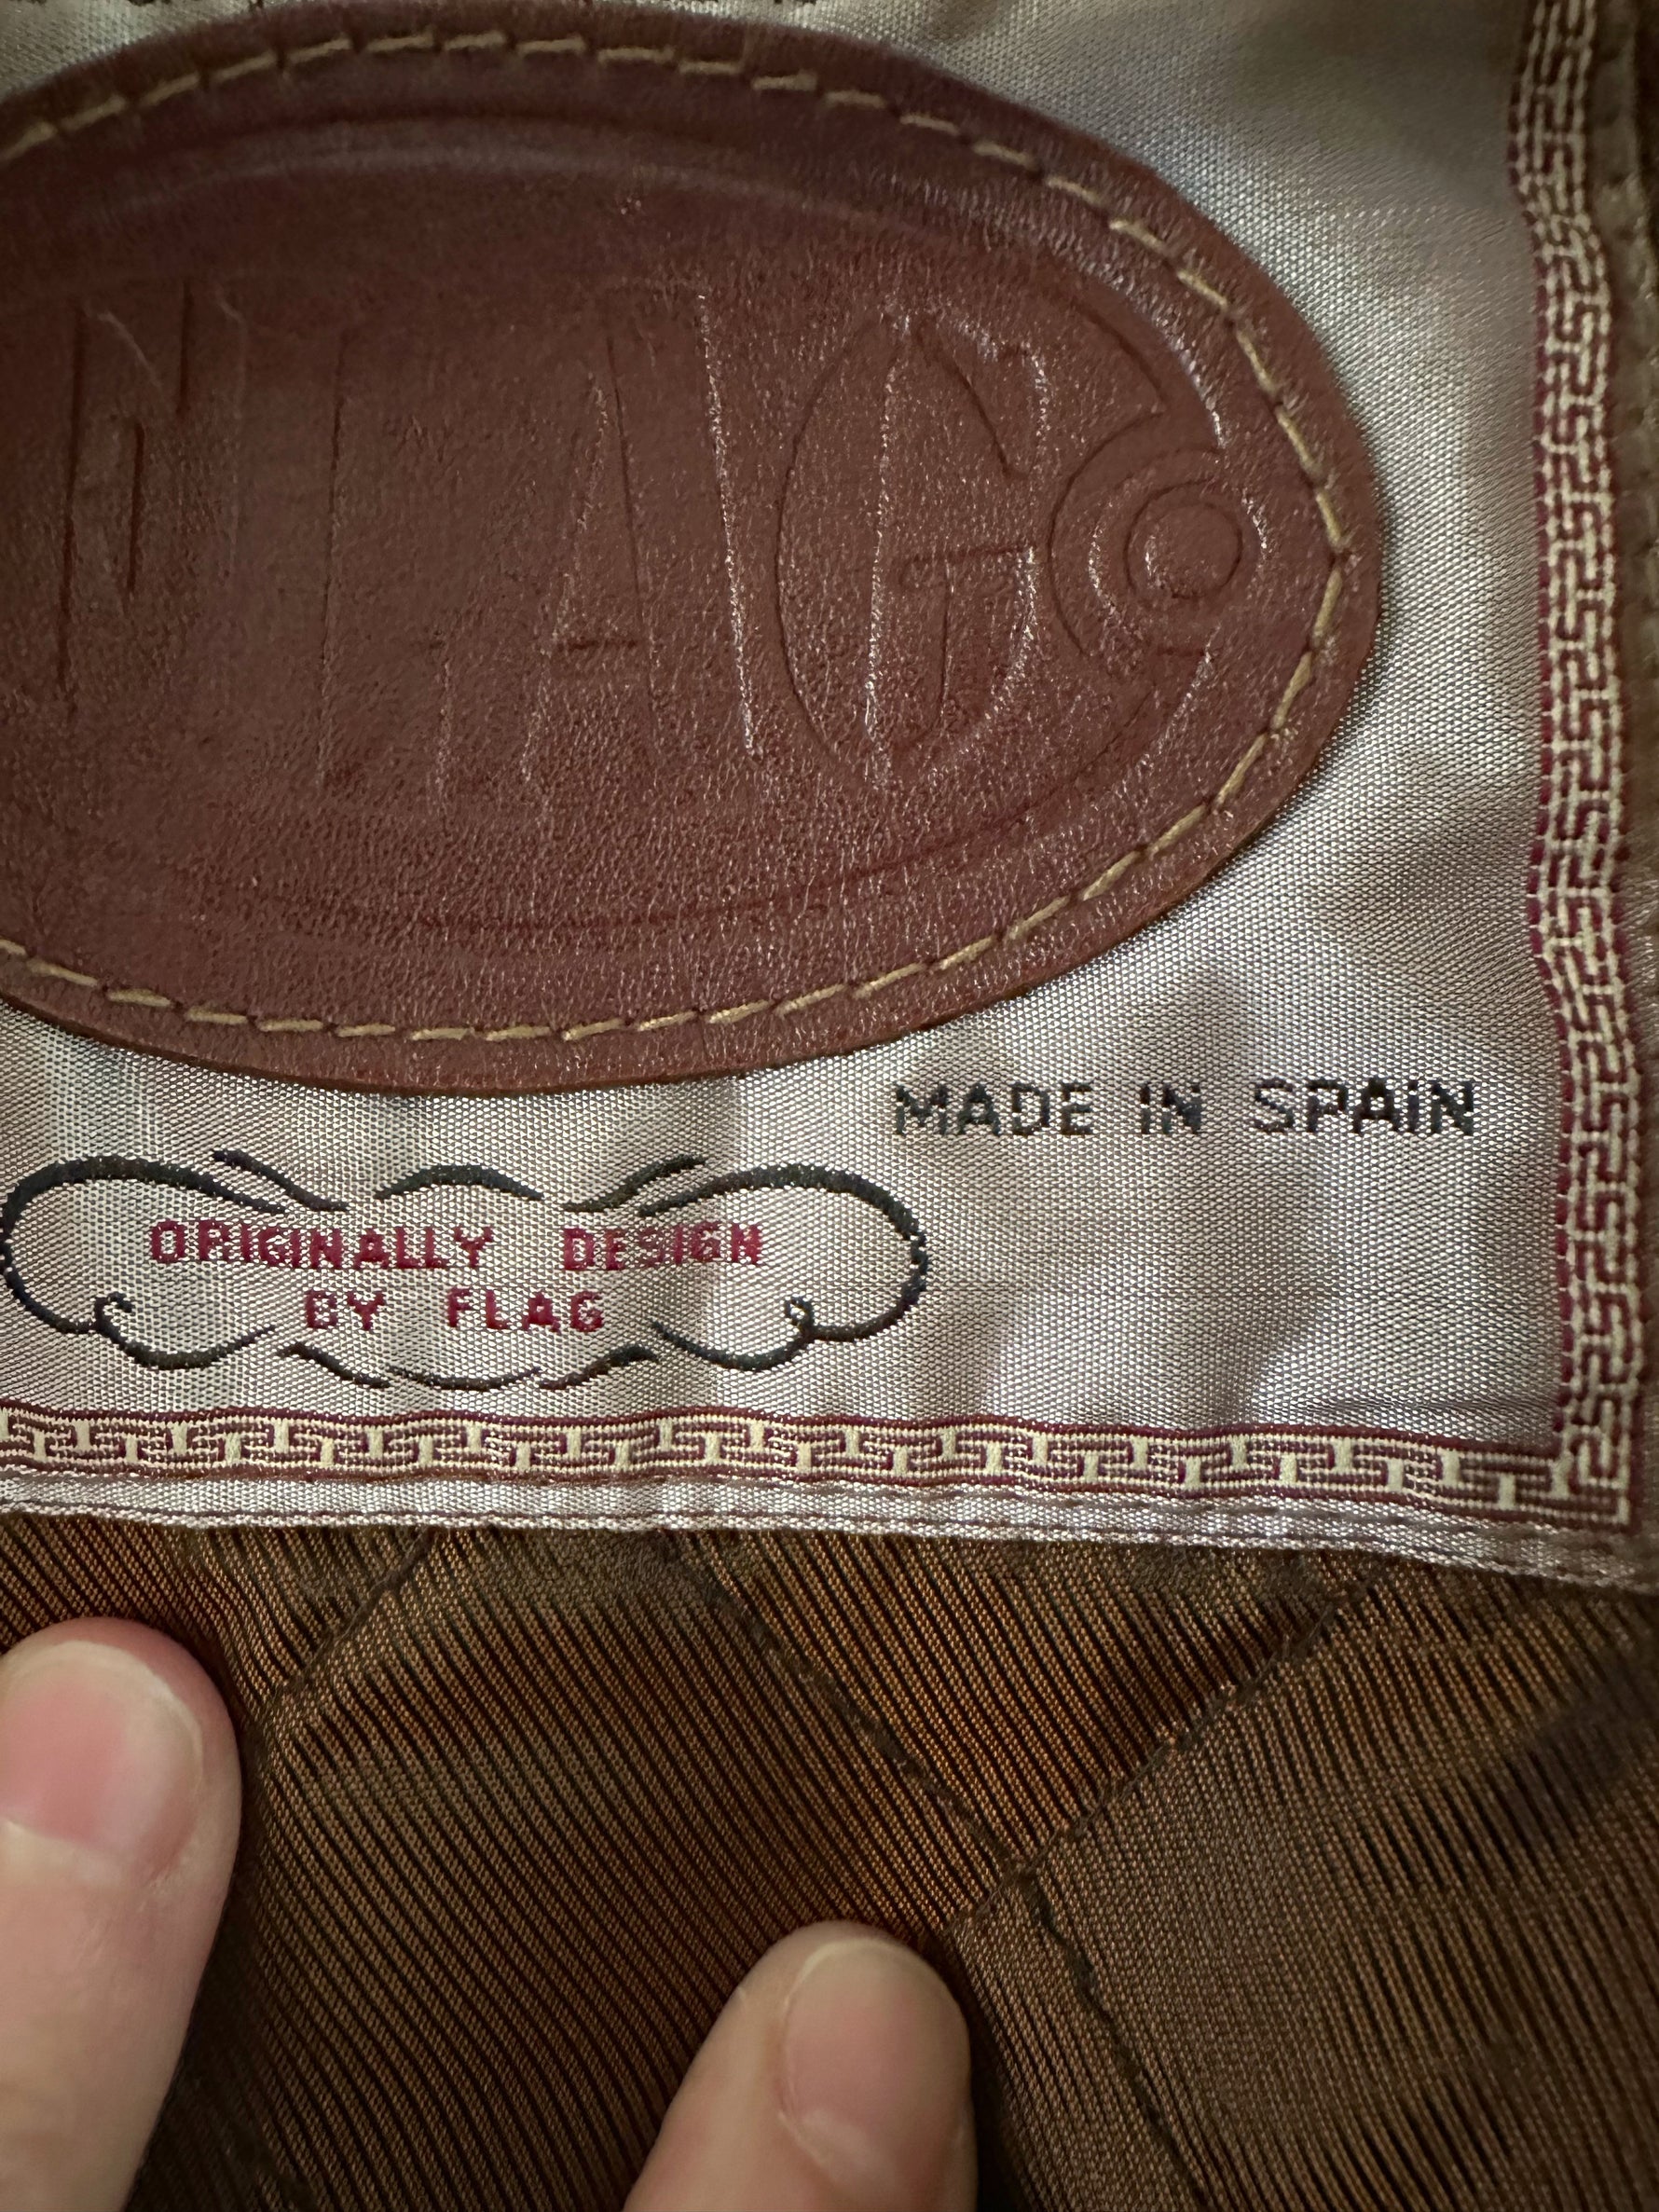 FLAG
MADE IN SPAiN
ORIGINALLY DESIGN
BY FLAG